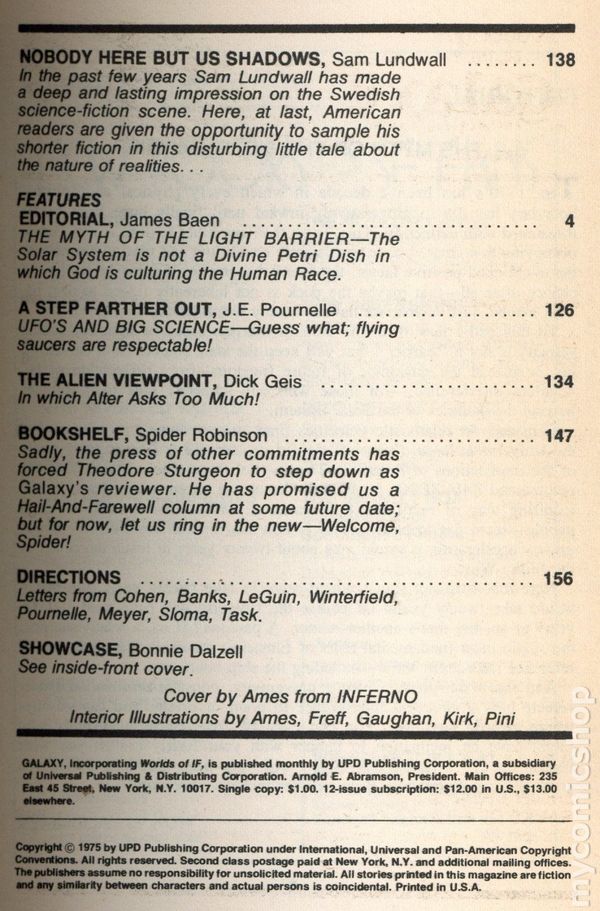 NOBODY HERE BUT US SHADOWS, Sam Lundwall ........ 138
In the past few years Sam Lundwall has made
a deep and lasting impression on the Swedish
science-fiction scene. Here, at last, American
readers are given the opportunity to sample his
shorter fiction in this disturbing little tale about
the nature of realities...
FEATURES
EDITORIAL, James Baen ................................ 4
THE MYTH OF THE LIGHT BARRIER—The
Solar System is not a Divine Petri Dish in
which God is culturing the Human Race.
A STEP FARTHER OUT, J.E. Pournelle ................... 126
UFO'S AND BIG SCIENCE—Guess what; flying
saucers are respectable!
THE ALIEN VIEWPOINT, Dick Geis ....................... 134
In which Alter Asks Too Much!
BOOKSHELF, Spider Robinson ........................... 147
Sadly, the press of other commitments has
forced Theodore Sturgeon to step down as
Galaxy's reviewer. He has promised us a
Hail-And-Farewell column at some future date;
but for now, let us ring in the new—Welcome,
Spider!
DIRECTIONS .......................................... 156
Letters from Cohen, Banks, LeGuin, Winterfield,
Pournelle, Meyer, Sloma, Task.
SHOWCASE, Bonnie Dalzell
See inside-front cover.
Cover by Ames from INFERNO
Interior Illustrations by Ames, Freff, Gaughan, Kirk, Pini
GALAXY, Incorporating Worlds of IF, is published monthly by UPD Publishing Corporation, a subsidiary
of Universal Publishing & Distributing Corporation. Arnold E. Abramson, President. Main Offices: 235
East 45 Street, New York, N.Y. 10017. Single copy: $1.00. 12-issue subscription: $12.00 in U.S., $13.00
elsewhere.
Copyright © 1975 by UPD Publishing Corporation under International, Universal and Pan-American Copyright
Conventions. All rights reserved. Second class postage paid at New York, N.Y. and additional mailing offices.
The publishers assume no responsibility for unsolicited material. All stories printed in this magazine are fiction
and any similarity between characters and actual persons is coincidental. Printed in U.S.A.
mycomicshop